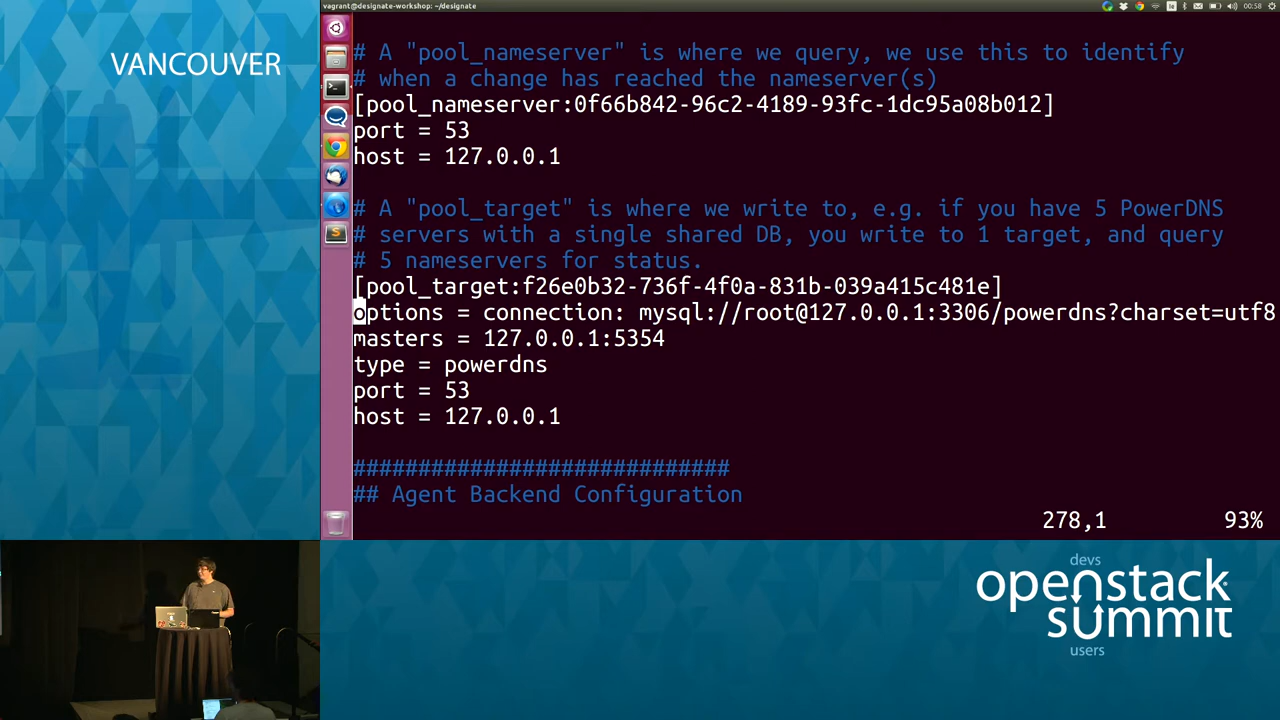 VANCOUVER
vagrant@designate-workshop: ~/designate
00:58
# A "pool_nameserver" is where we query, we use this to identify
# when a change has reached the nameserver(s)
[pool_nameserver:0f66b842-96c2-4189-93fc-1dc95a08b012]
port = 53
host = 127.0.0.1
# A "pool_target" is where we write to, e.g. if you have 5 PowerDNS
# servers with a single shared DB, you write to 1 target, and query
# 5 nameservers for status.
[pool_target:f26e0b32-736f-4f0a-831b-039a415c481e]
options = connection: mysql://root@127.0.0.1:3306/powerdns?charset=utf8
masters = 127.0.0.1:5354
type = powerdns
port = 53
host = 127.0.0.1
#############################
## Agent Backend Configuration
278,1 93%
devs
openstack
summit
users